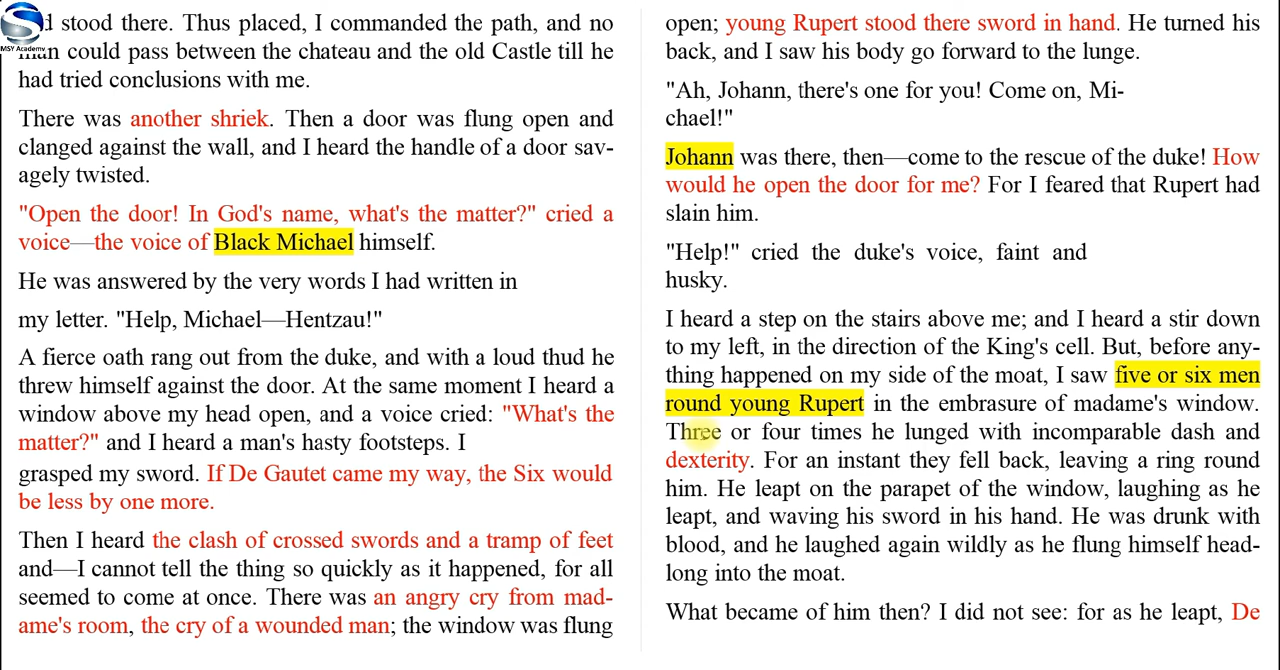 d stood there. Thus placed, I commanded the path, and no
man could pass between the chateau and the old Castle till he
had tried conclusions with me.
There was another shriek. Then a door was flung open and
clanged against the wall, and I heard the handle of a door sav-
agely twisted.
"Open the door! In God's name, what's the matter?" cried a
voice—the voice of Black Michael himself.
He was answered by the very words I had written in
my letter. "Help, Michael—Hentzau!"
A fierce oath rang out from the duke, and with a loud thud he
threw himself against the door. At the same moment I heard a
window above my head open, and a voice cried: "What's the
matter?" and I heard a man's hasty footsteps. I
grasped my sword. If De Gautet came my way, the Six would
be less by one more.
Then I heard the clash of crossed swords and a tramp of feet
and—I cannot tell the thing so quickly as it happened, for all
seemed to come at once. There was an angry cry from mad-
ame's room, the cry of a wounded man; the window was flung
open; young Rupert stood there sword in hand. He turned his
back, and I saw his body go forward to the lunge.
"Ah, Johann, there's one for you! Come on, Mi-
chael!"
Johann was there, then—come to the rescue of the duke! How
would he open the door for me? For I feared that Rupert had
slain him.
"Help!" cried the duke's voice, faint and
husky.
I heard a step on the stairs above me; and I heard a stir down
to my left, in the direction of the King's cell. But, before any-
thing happened on my side of the moat, I saw five or six men
round young Rupert in the embrasure of madame's window.
Three or four times he lunged with incomparable dash and
dexterity. For an instant they fell back, leaving a ring round
him. He leapt on the parapet of the window, laughing as he
leapt, and waving his sword in his hand. He was drunk with
blood, and he laughed again wildly as he flung himself head-
long into the moat.
What became of him then? I did not see: for as he leapt, De
MSY Academy